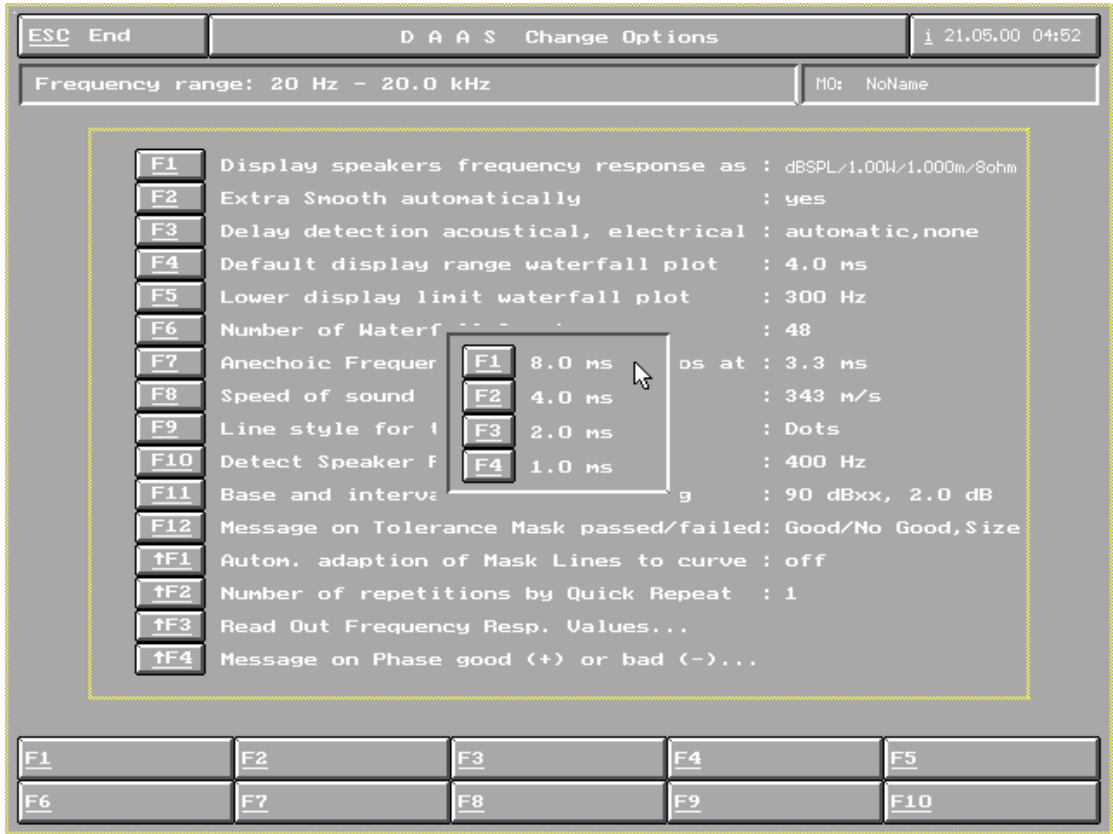 ESC End
D A A S Change Options
i 21.05.00 04:52
Frequency range: 20 Hz - 20.0 kHz
MO: NoName
F1 Display speakers frequency response as : dBSPL/1.00W/1.000m/8ohm
F2 Extra Smooth automatically : yes
F3 Delay detection acoustical, electrical : automatic,none
F4 Default display range waterfall plot : 4.0 ms
F5 Lower display limit waterfall plot : 300 Hz
F6 Number of : 48
F7 Anechoic at : 3.3 ms
F8 Speed of sound : 343 m/s
F9 Line style for : Dots
F10 Detect Speaker : 400 Hz
F11 Base and : 90 dBxx, 2.0 dB
F12 Message on Tolerance Mask passed/failed: Good/No Good,Size
↑F1 Autom. adaption of Mask Lines to curve : off
↑F2 Number of repetitions by Quick Repeat : 1
↑F3 Read Out Frequency Resp. Values...
↑F4 Message on Phase good (+) or bad (-)...
F1 8.0 ms
F2 4.0 ms
F3 2.0 ms
F4 1.0 ms
F1 F2 F3 F4 F5
F6 F7 F8 F9 F10